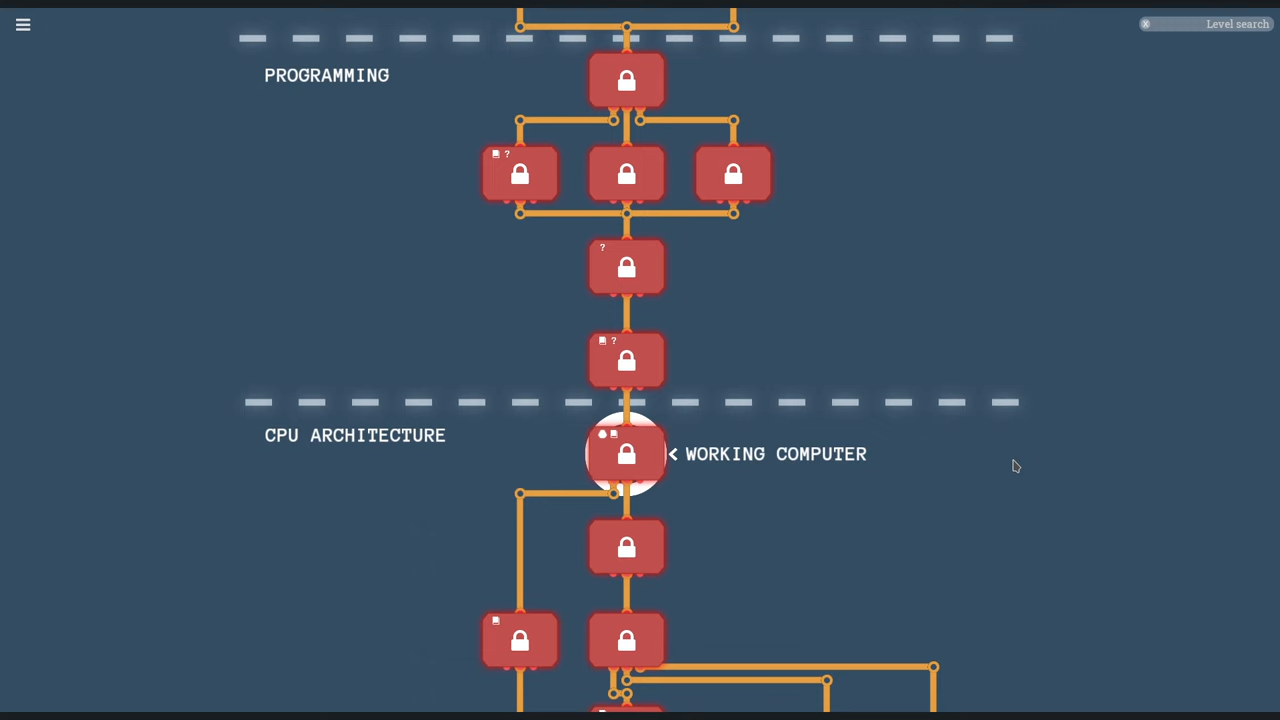 Level search
PROGRAMMING
?
?
?
CPU ARCHITECTURE
< WORKING COMPUTER